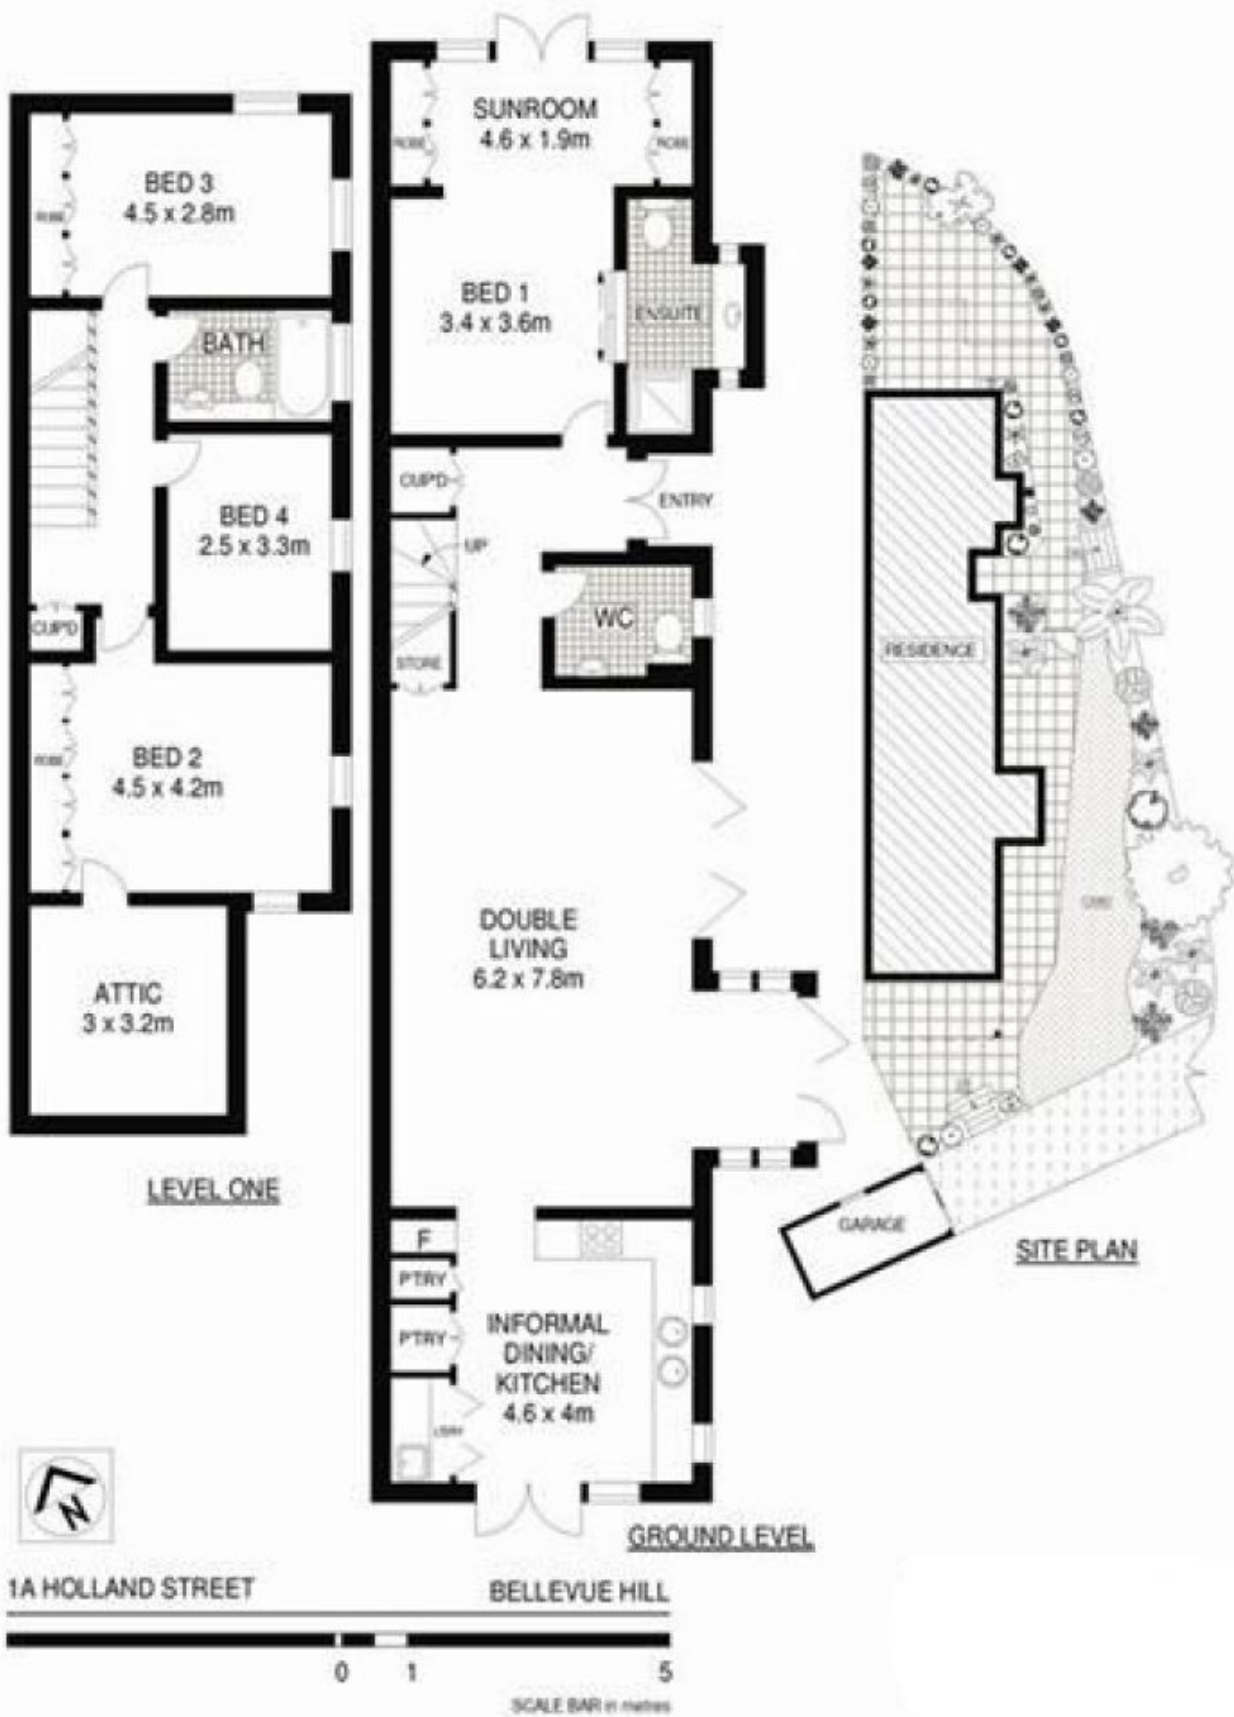 BED 3
4.5 x 2.8m
ROBE
BATH
BED 4
2.5 x 3.3m
CUP'D
BED 2
4.5 x 4.2m
ROBE
ATTIC
3 x 3.2m
LEVEL ONE
SUNROOM
4.6 x 1.9m
ROBE
ROBE
BED 1
3.4 x 3.6m
ENSUITE
CUP'D
ENTRY
UP
WC
STORE
DOUBLE
LIVING
6.2 x 7.8m
F
PTRY
PTRY
INFORMAL
DINING/
KITCHEN
4.6 x 4m
L'DRY
GROUND LEVEL
RESIDENCE
GARAGE
SITE PLAN
N
1A HOLLAND STREET
BELLEVUE HILL
0 1 5
SCALE BAR in metres